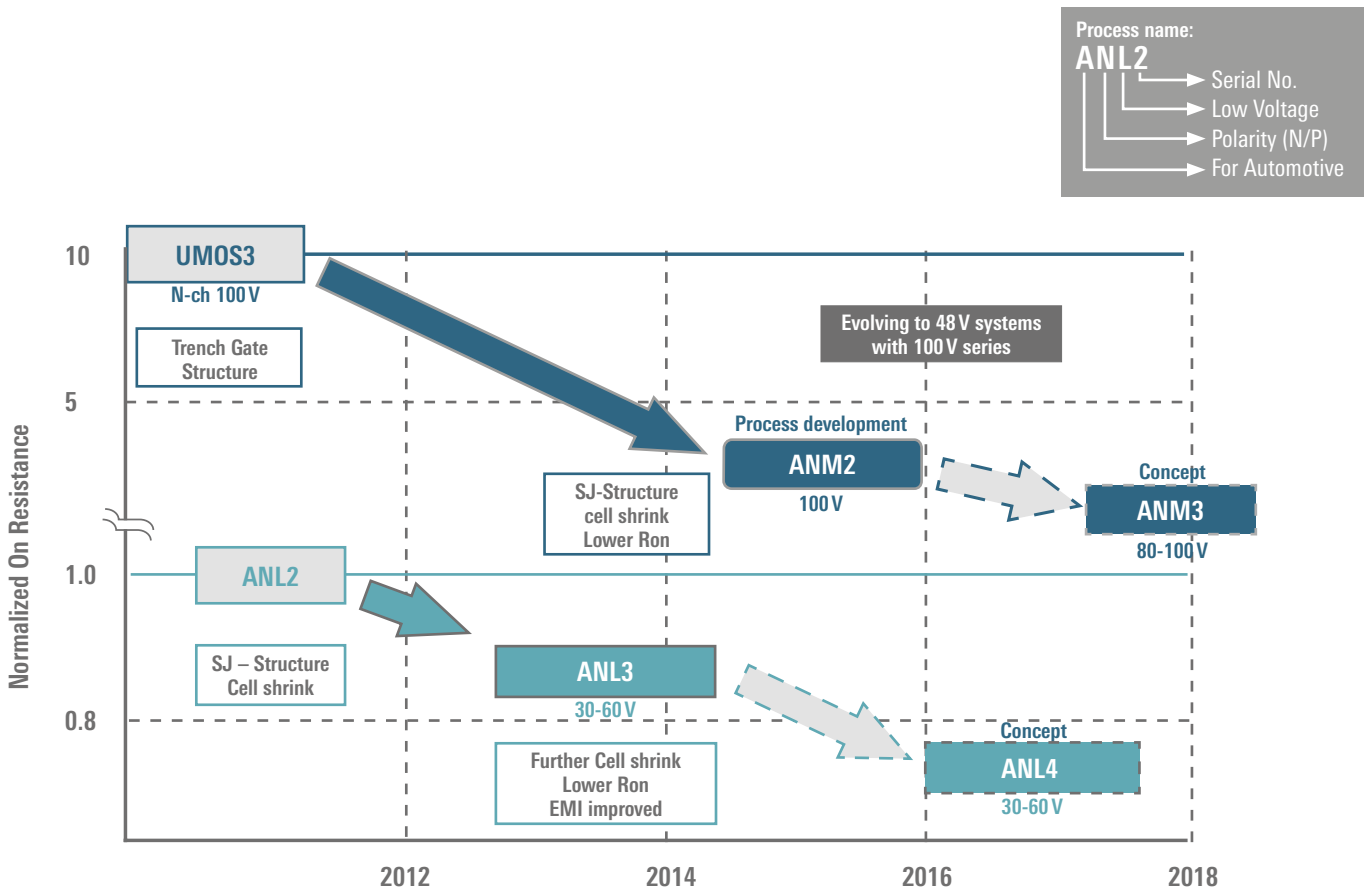 Process name:
ANL2
Serial No.
Low Voltage
Polarity (N/P)
For Automotive
Normalized On Resistance
10
5
1.0
0.8
UMOS3
N-ch 100 V
Trench Gate
Structure
Evolving to 48 V systems
with 100 V series
Process development
ANM2
100 V
SJ-Structure
cell shrink
Lower Ron
Concept
ANM3
80-100 V
ANL2
SJ – Structure
Cell shrink
ANL3
30-60 V
Further Cell shrink
Lower Ron
EMI improved
Concept
ANL4
30-60 V
2012
2014
2016
2018